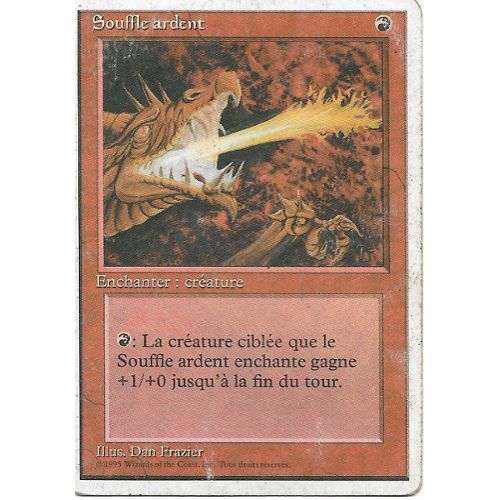 Souffle ardent
Enchanter : créature
: La créature ciblée que le
Souffle ardent enchante gagne
+1/+0 jusqu'à la fin du tour.
Illus. Dan Frazier
©1995 Wizards of the Coast, Inc. Tous droits réservés.